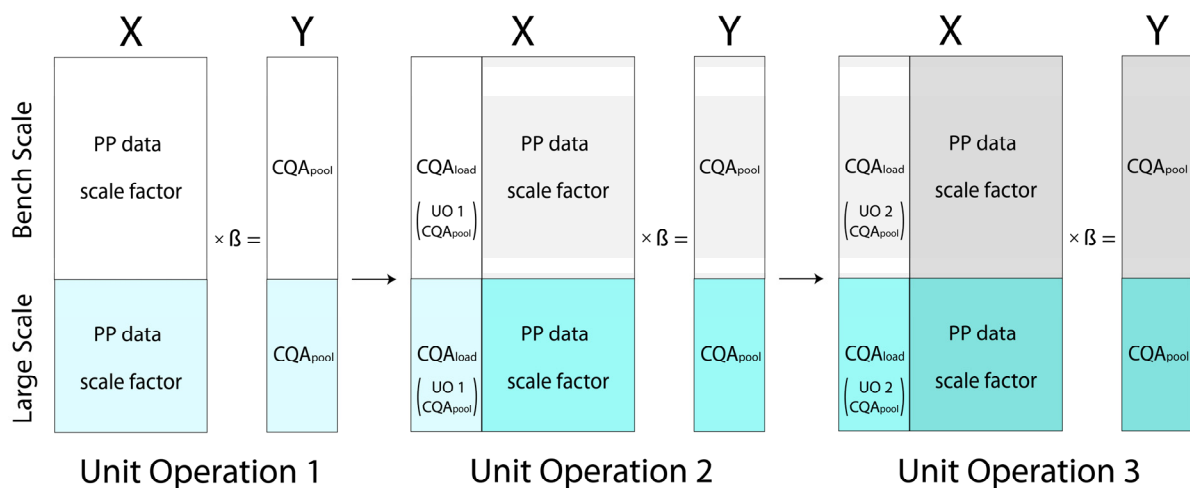 X Y X Y X Y
Bench Scale
PP data
scale factor
CQApool
× ß =
CQAload
(UO 1
CQApool)
PP data
scale factor
CQApool
× ß =
CQAload
(UO 2
CQApool)
PP data
scale factor
CQApool
× ß =
Large Scale
PP data
scale factor
CQApool
CQAload
(UO 1
CQApool)
PP data
scale factor
CQApool
CQAload
(UO 2
CQApool)
PP data
scale factor
CQApool
Unit Operation 1
Unit Operation 2
Unit Operation 3